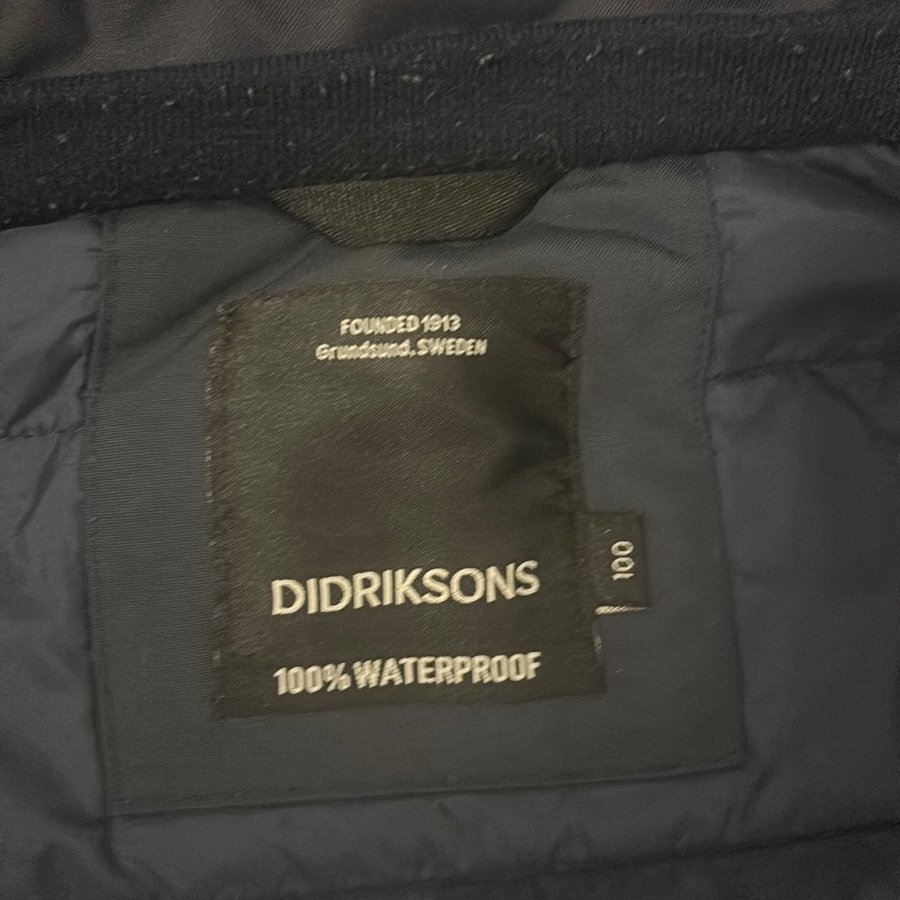 FOUNDED 1913
Grundsund. SWEDEN
DIDRIKSONS
100
100% WATERPROOF